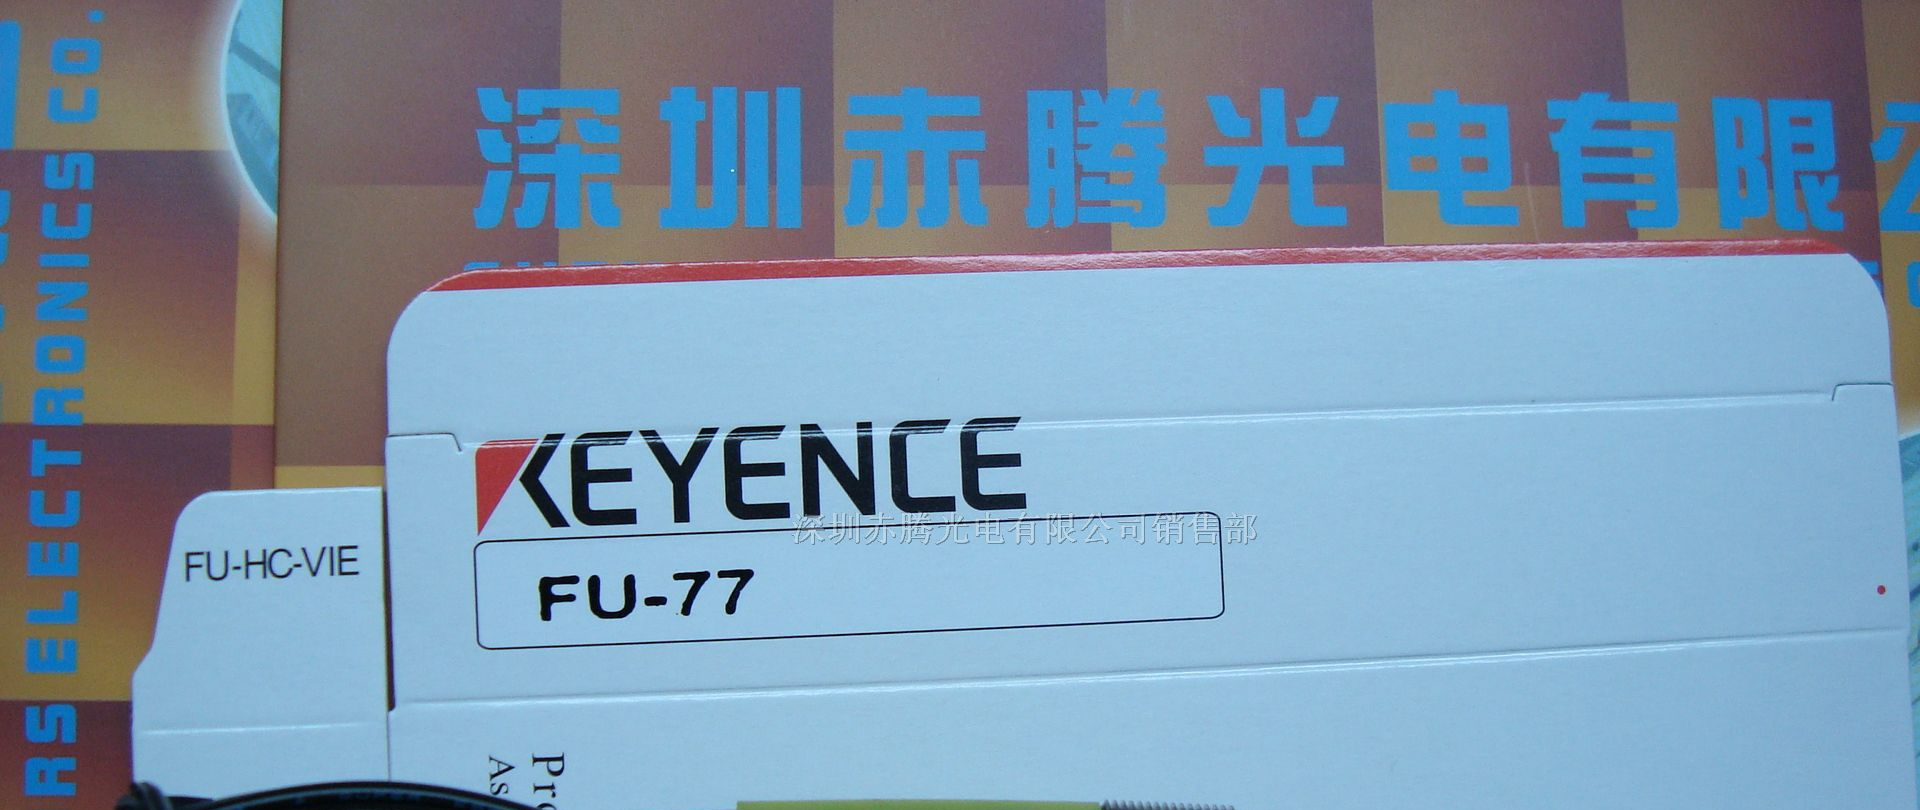 深圳赤腾光电有限
RS ELECTRONICS CO.
KEYENCE
深圳赤腾光电有限公司销售部
FU-HC-VIE
FU-77